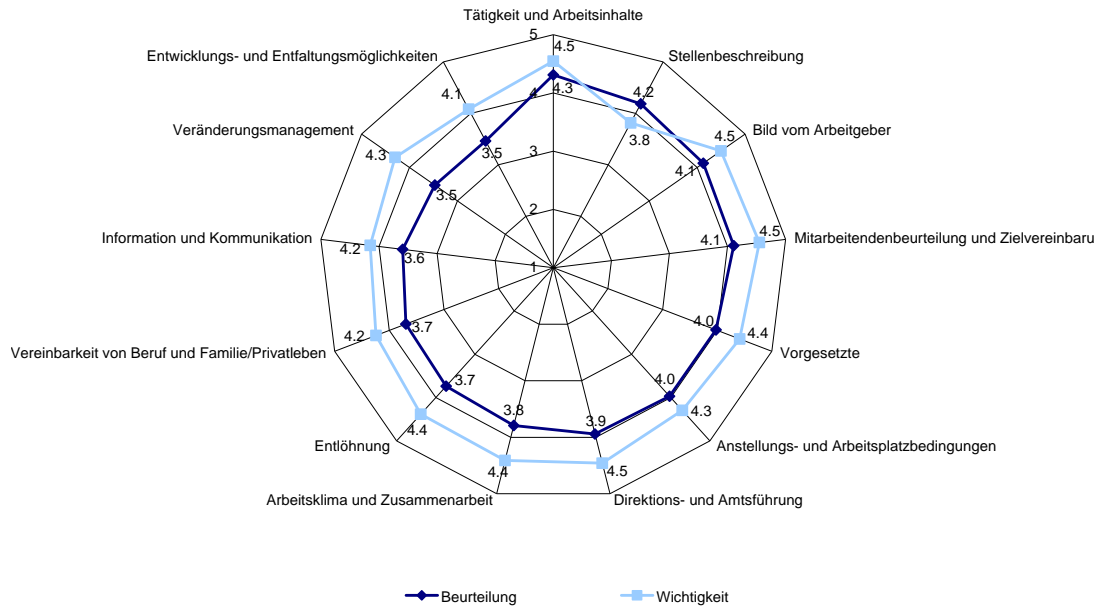 Tätigkeit und Arbeitsinhalte
5
4.5
Entwicklungs- und Entfaltungsmöglichkeiten
Stellenbeschreibung
4.1
4
4.3
4.2
Veränderungsmanagement
Bild vom Arbeitgeber
4.3
3.5
3
3.8
4.5
4.1
3.5
2
Information und Kommunikation
4.2
3.6
1
4.1
4.5
Mitarbeitendenbeurteilung und Zielvereinbaru
Vereinbarkeit von Beruf und Familie/Privatleben
4.2
3.7
4.0
4.4
Vorgesetzte
3.7
4.0
Entlöhnung
4.4
3.8
3.9
4.3
Anstellungs- und Arbeitsplatzbedingungen
4.4
4.5
Arbeitsklima und Zusammenarbeit
Direktions- und Amtsführung
Beurteilung
Wichtigkeit